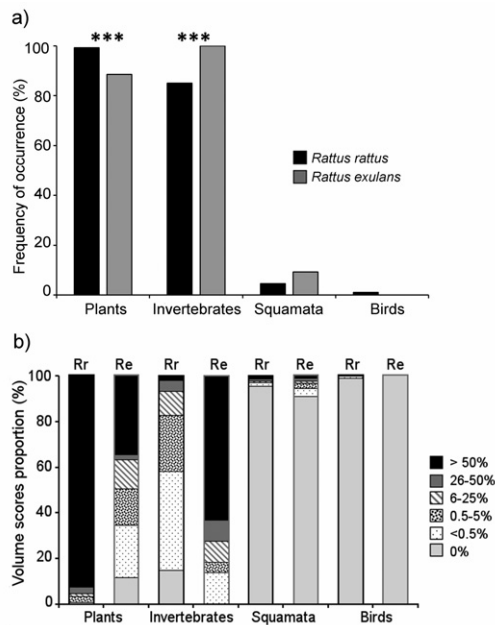 a)
*** ***
Frequency of occurrence (%)
100
80
60
40
20
0
Rattus rattus
Rattus exulans
Plants Invertebrates Squamata Birds
b)
Rr Re Rr Re Rr Re Rr Re
Volume scores proportion (%)
100
80
60
40
20
0
> 50%
26-50%
6-25%
0.5-5%
<0.5%
0%
Plants Invertebrates Squamata Birds